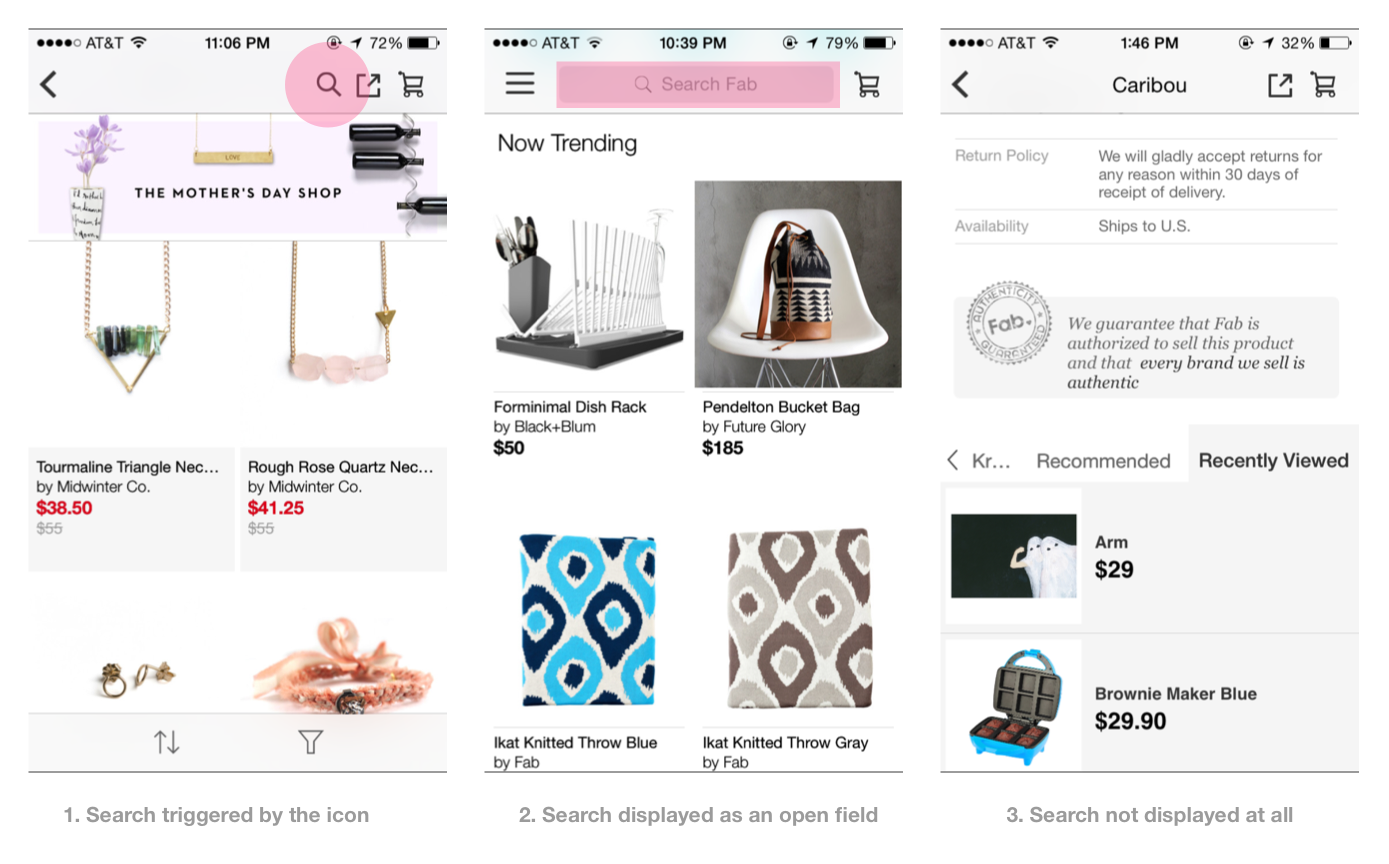 AT&T 11:06 PM 72%
LOVE
THE MOTHER'S DAY SHOP
Tourmaline Triangle Nec...
by Midwinter Co.
$38.50
$55
Rough Rose Quartz Nec...
by Midwinter Co.
$41.25
$55
1. Search triggered by the icon
AT&T 10:39 PM 79%
Search Fab
Now Trending
Forminimal Dish Rack
by Black+Blum
$50
Pendelton Bucket Bag
by Future Glory
$185
Ikat Knitted Throw Blue
by Fab
Ikat Knitted Throw Gray
by Fab
2. Search displayed as an open field
AT&T 1:46 PM 32%
Caribou
Return Policy
We will gladly accept returns for
any reason within 30 days of
receipt of delivery.
Availability
Ships to U.S.
AUTHENTICITY
Fab.
GUARANTEED
We guarantee that Fab is
authorized to sell this product
and that every brand we sell is
authentic
Kr... Recommended Recently Viewed
Arm
$29
Brownie Maker Blue
$29.90
3. Search not displayed at all